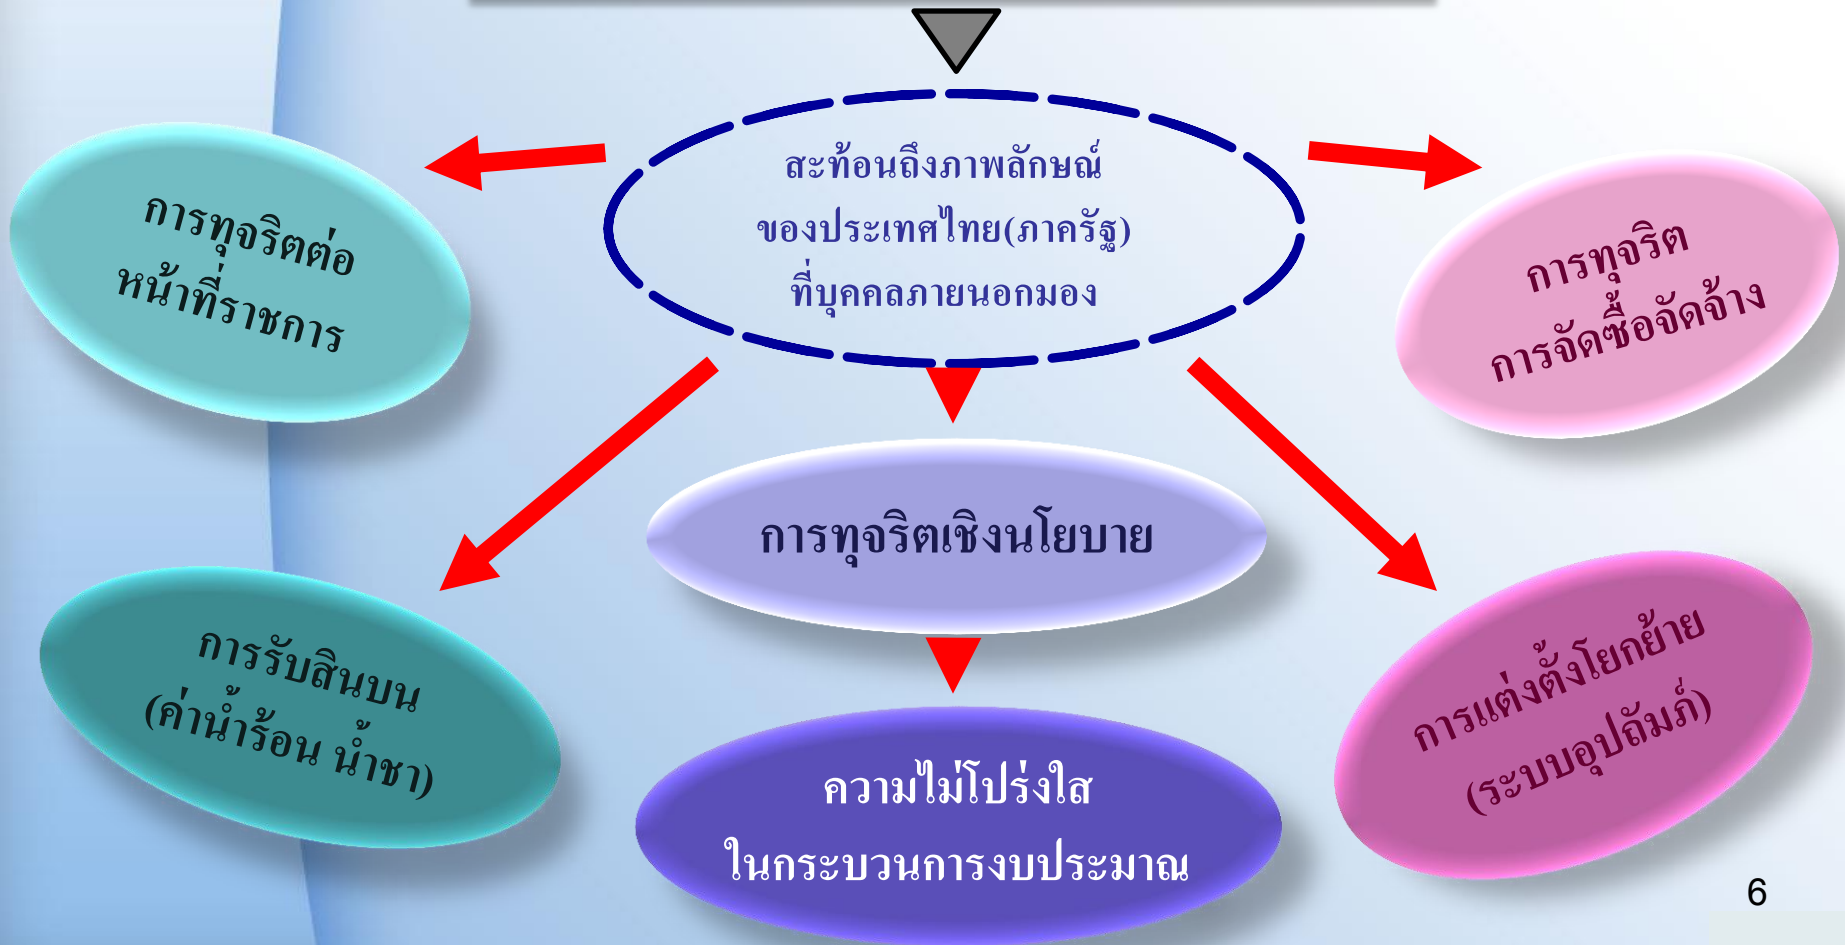 สะท้อนถึงภาพลักษณ์
ของประเทศไทย(ภาครัฐ)
ที่บุคคลภายนอกมอง
การทุจริตต่อ
หน้าที่ราชการ
การทุจริต
การจัดซื้อจัดจ้าง
การทุจริตเชิงนโยบาย
การรับสินบน
(ค่าน้ำร้อน น้ำชา)
การแต่งตั้งโยกย้าย
(ระบบอุปถัมภ์)
ความไม่โปร่งใส
ในกระบวนการงบประมาณ
6